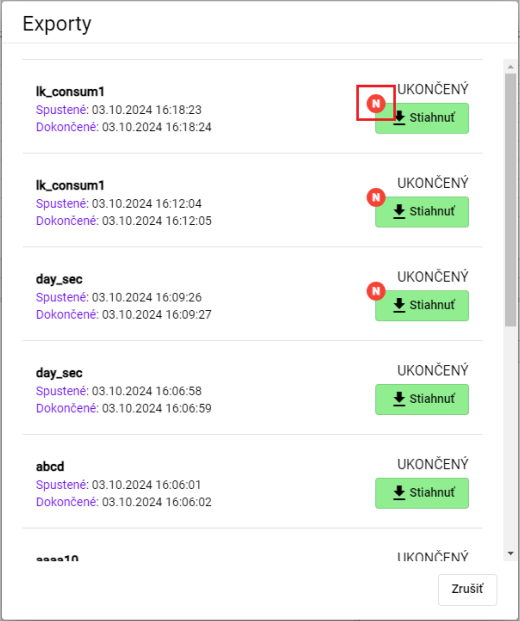 Exporty
lk_consum1
UKONČENÝ
Spustené: 03.10.2024 16:18:23
N
Stiahnuť
Dokončené: 03.10.2024 16:18:24
lk_consum1
UKONČENÝ
Spustené: 03.10.2024 16:12:04
N
Stiahnuť
Dokončené: 03.10.2024 16:12:05
day_sec
UKONČENÝ
Spustené: 03.10.2024 16:09:26
N
Stiahnuť
Dokončené: 03.10.2024 16:09:27
day_sec
UKONČENÝ
Spustené: 03.10.2024 16:06:58
Stiahnuť
Dokončené: 03.10.2024 16:06:59
abcd
UKONČENÝ
Spustené: 03.10.2024 16:06:01
Stiahnuť
Dokončené: 03.10.2024 16:06:02
aaaa10
UKONČENÝ
Zrušiť